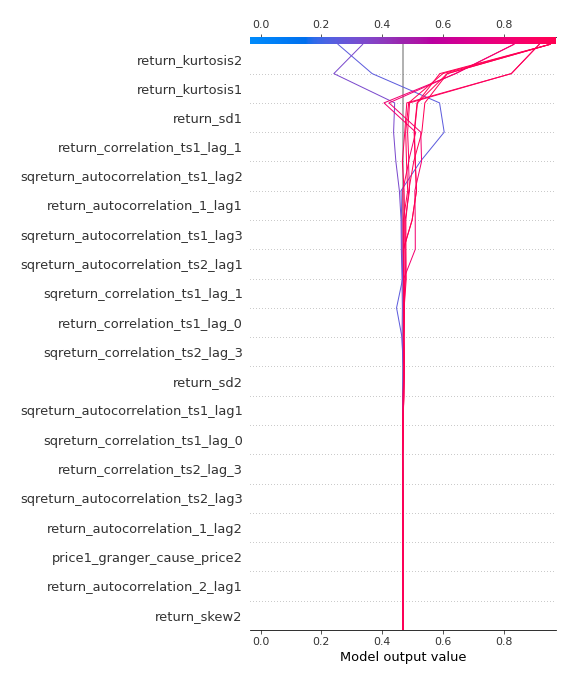 0.0 0.2 0.4 0.6 0.8
return_kurtosis2
return_kurtosis1
return_sd1
return_correlation_ts1_lag_1
sqreturn_autocorrelation_ts1_lag2
return_autocorrelation_1_lag1
sqreturn_autocorrelation_ts1_lag3
sqreturn_autocorrelation_ts2_lag1
sqreturn_correlation_ts1_lag_1
return_correlation_ts1_lag_0
sqreturn_correlation_ts2_lag_3
return_sd2
sqreturn_autocorrelation_ts1_lag1
sqreturn_correlation_ts1_lag_0
return_correlation_ts2_lag_3
sqreturn_autocorrelation_ts2_lag3
return_autocorrelation_1_lag2
price1_granger_cause_price2
return_autocorrelation_2_lag1
return_skew2
0.0 0.2 0.4 0.6 0.8
Model output value